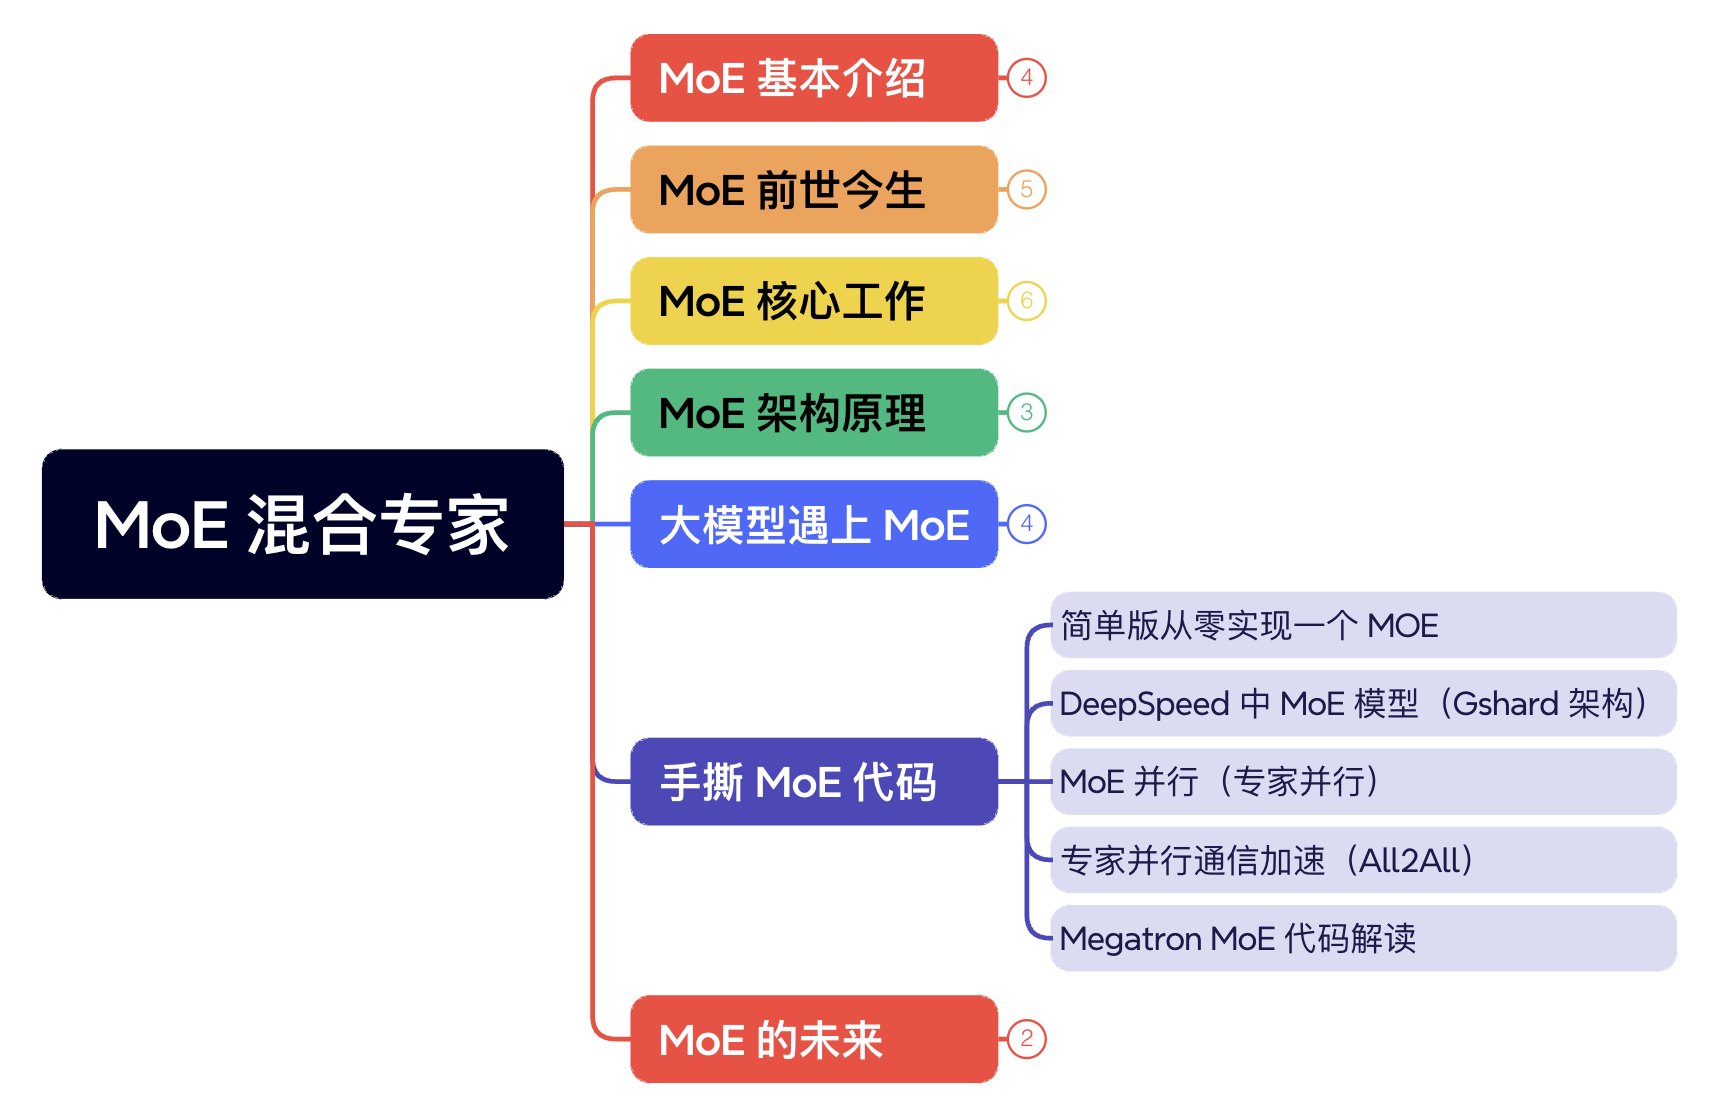 MoE 基本介绍
4
MoE 前世今生
5
MoE 核心工作
6
MoE 架构原理
3
MoE 混合专家
大模型遇上 MoE
4
简单版从零实现一个 MOE
DeepSpeed 中 MoE 模型（Gshard 架构）
手撕 MoE 代码
MoE 并行（专家并行）
专家并行通信加速（All2All）
Megatron MoE 代码解读
MoE 的未来
2